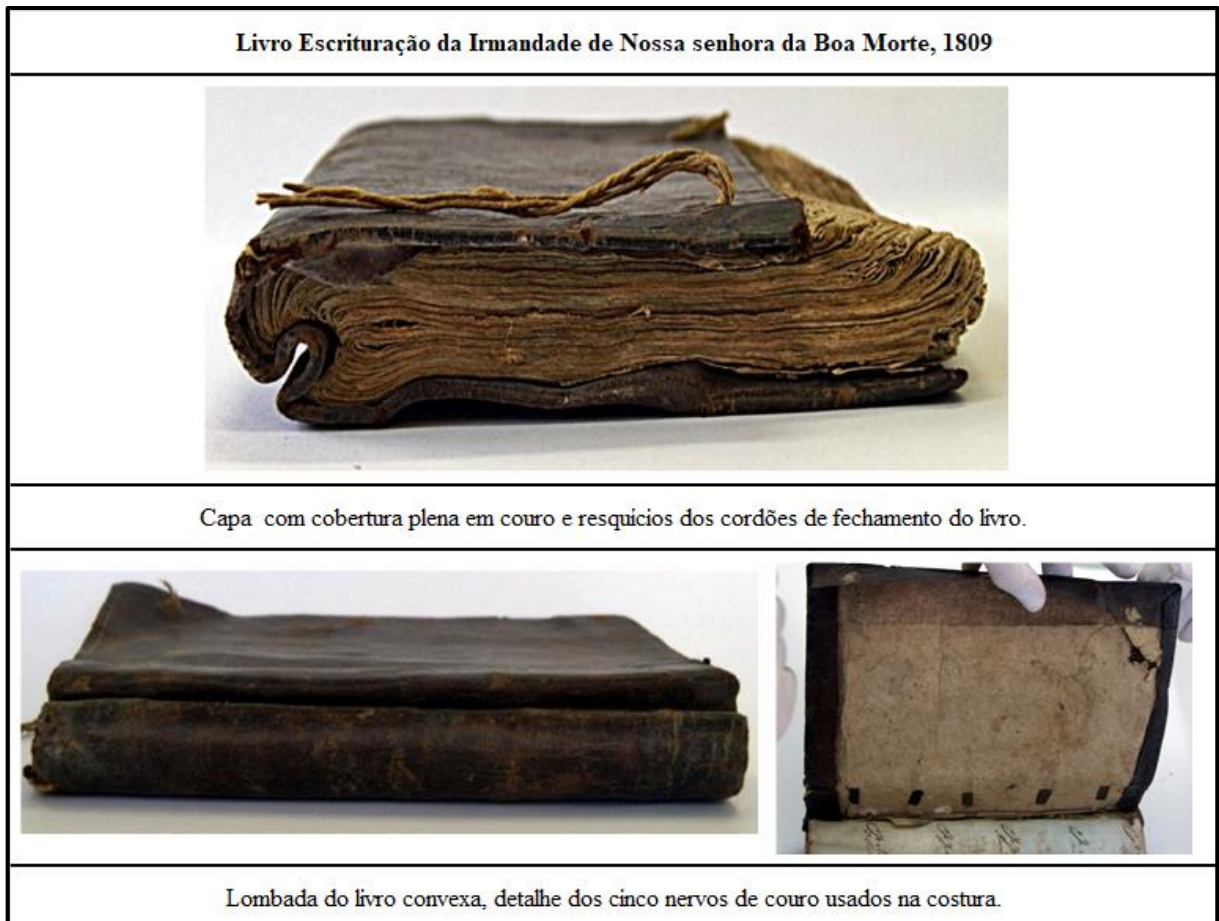 Livro Escrituração da Irmandade de Nossa senhora da Boa Morte, 1809
Capa com cobertura plena em couro e resquícios dos cordões de fechamento do livro.
Lombada do livro convexa, detalhe dos cinco nervos de couro usados na costura.